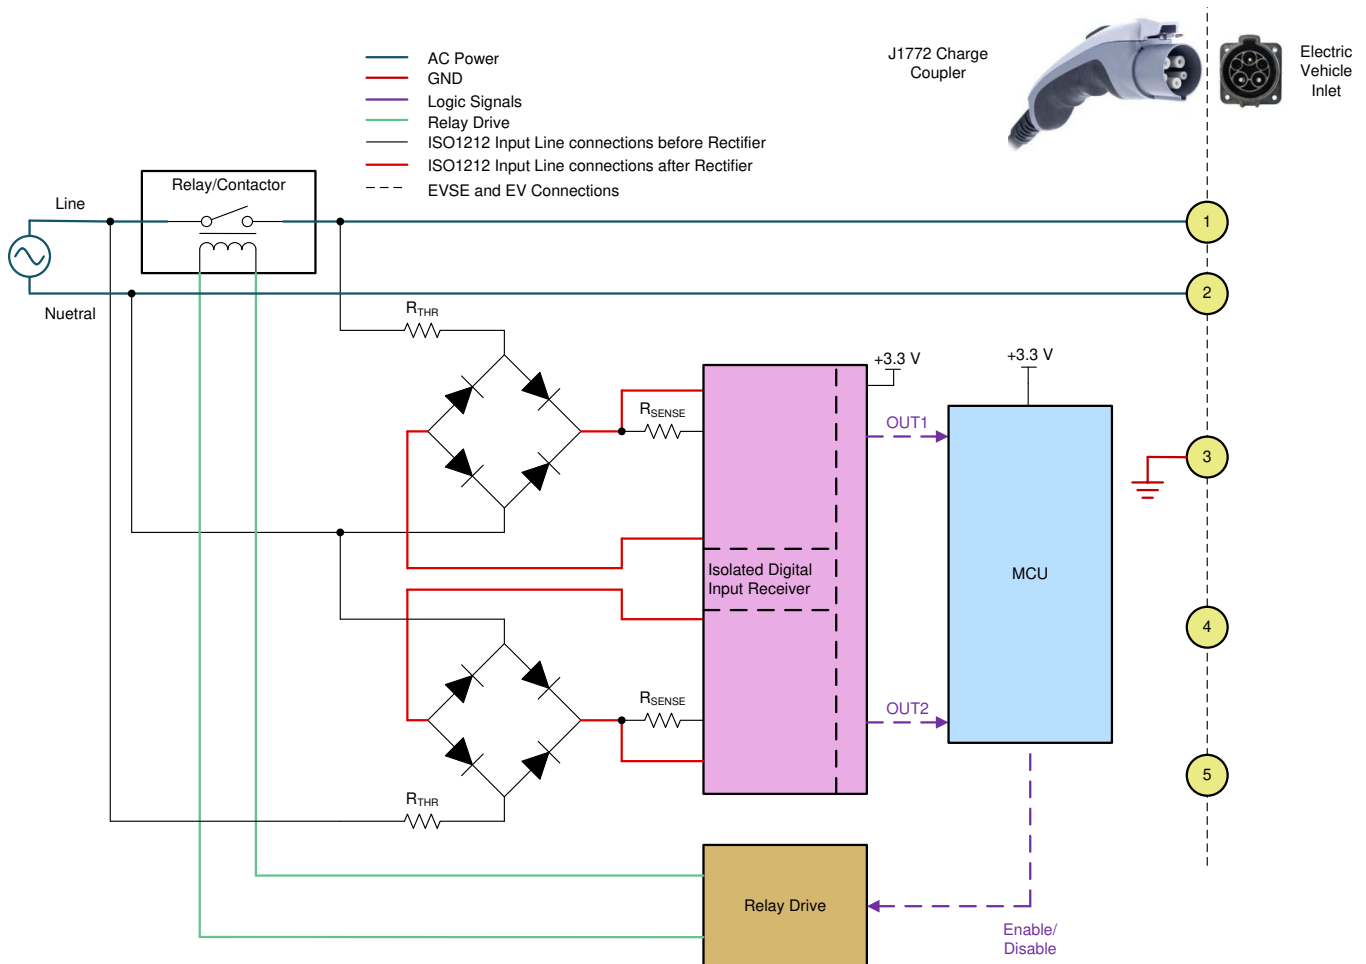 J1772 Charge
Coupler
Electric
Vehicle
Inlet
AC Power
GND
Logic Signals
Relay Drive
ISO1212 Input Line connections before Rectifier
ISO1212 Input Line connections after Rectifier
EVSE and EV Connections
Relay/Contactor
Line
1
2
Nuetral
RTHR
+3.3 V
+3.3 V
RSENSE
OUT1
3
Isolated Digital
Input Receiver
MCU
4
RSENSE
OUT2
5
RTHR
Relay Drive
Enable/
Disable